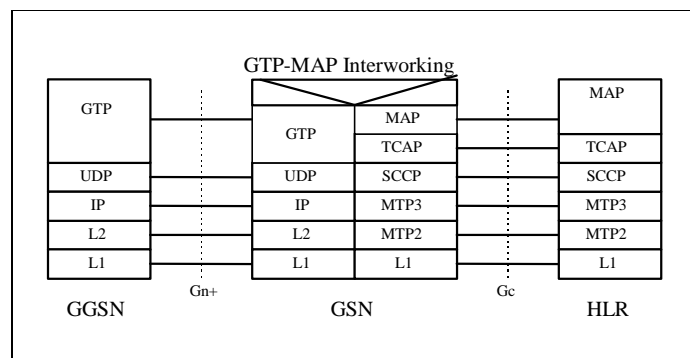 GTP-MAP Interworking
GTP
GTP
MAP
MAP
TCAP
TCAP
UDP
UDP
SCCP
SCCP
IP
IP
MTP3
MTP3
L2
L2
MTP2
MTP2
L1
L1
L1
L1
Gn+
Gc
GGSN
GSN
HLR